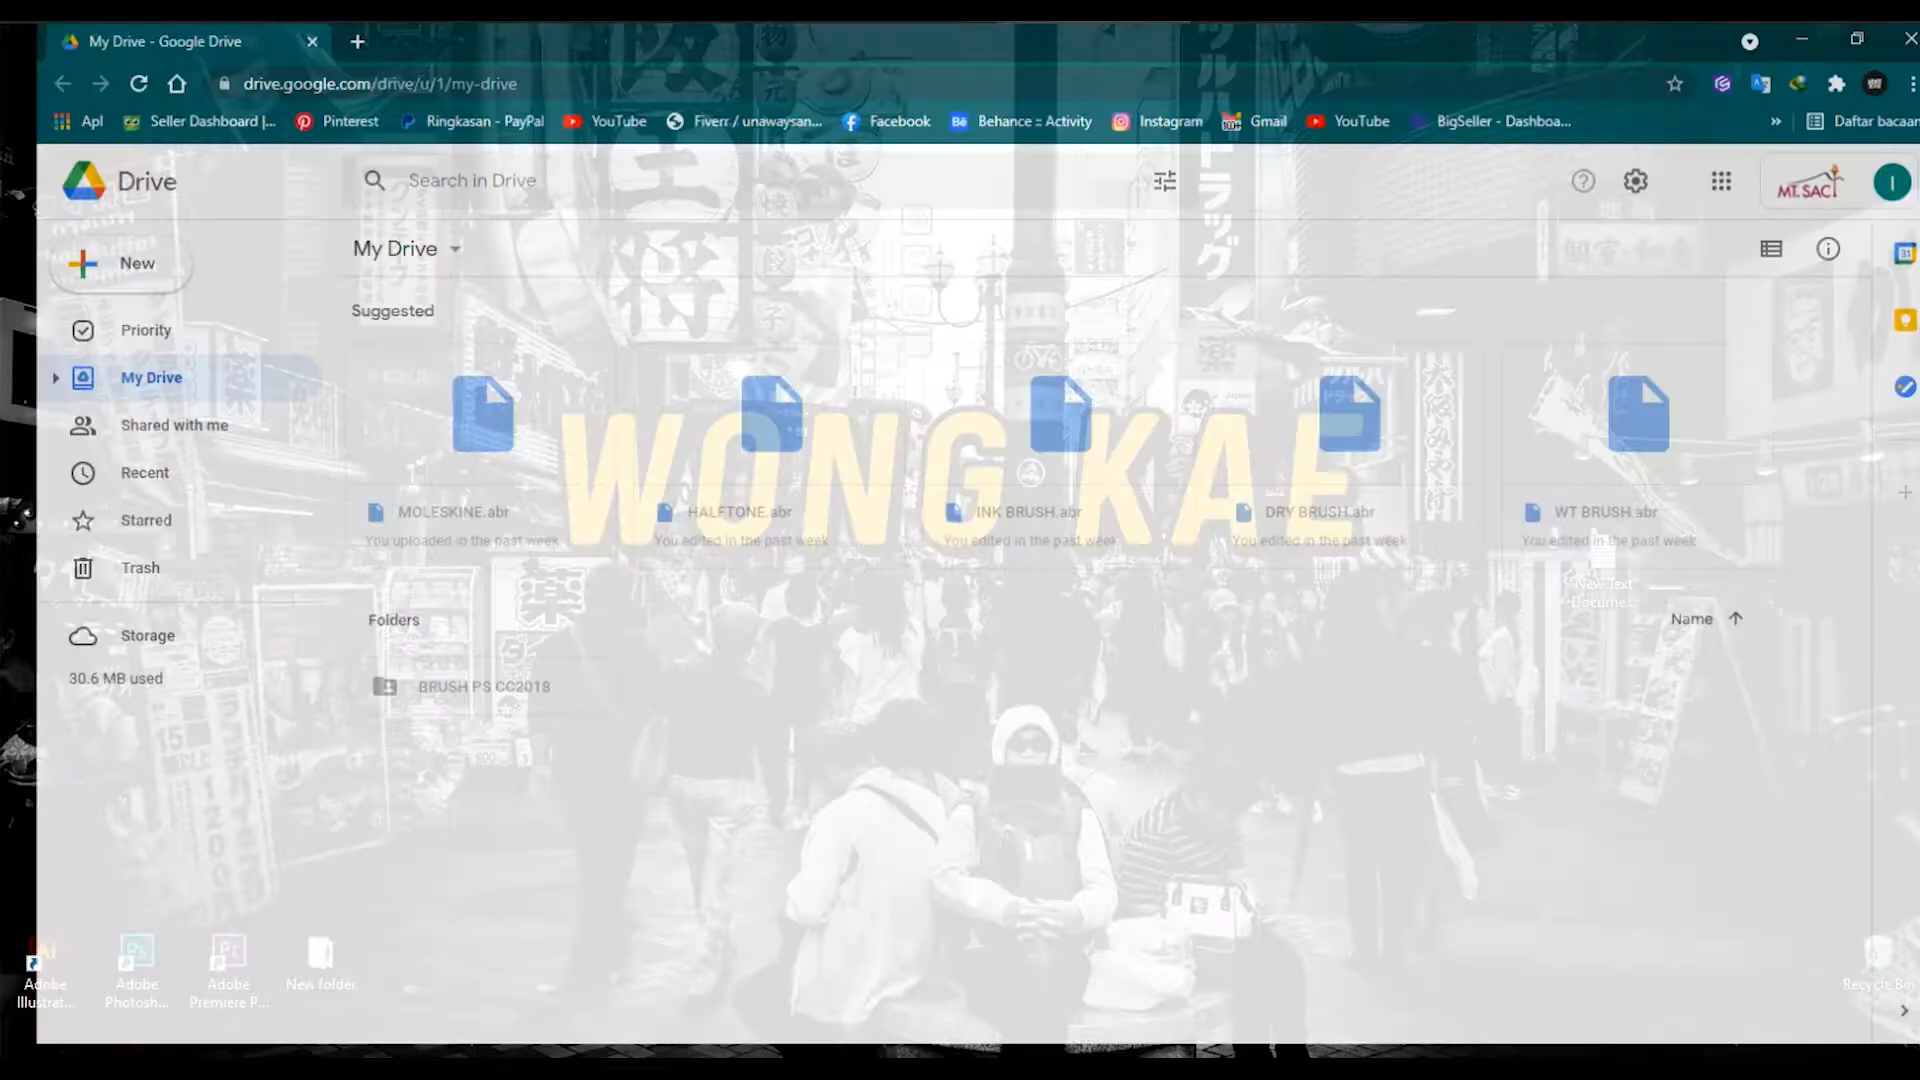 My Drive - Google Drive
drive.google.com/drive/u/1/my-drive
Apl Seller Dashboard |... Pinterest Ringkasan - PayPal YouTube Fiverr / unawaysan... Facebook Behance :: Activity Instagram Gmail YouTube BigSeller - Dashboa... » Daftar bacaan
Drive
Search in Drive
MT. SAC
I
New
My Drive
Suggested
Priority
My Drive
Shared with me
Recent
Starred
Trash
Storage
30.6 MB used
WONG KAE
MOLESKINE.abr HALFTONE.abr INK BRUSH.abr DRY BRUSH.abr WT BRUSH.abr
You uploaded in the past week You edited in the past week You edited in the past week You edited in the past week You edited in the past week
New Text
Docume...
Folders
Name
BRUSH PS CC2018
Adobe
Illustrat...
Adobe
Photosh...
Adobe
Premiere P...
New folder
Recycle Bin